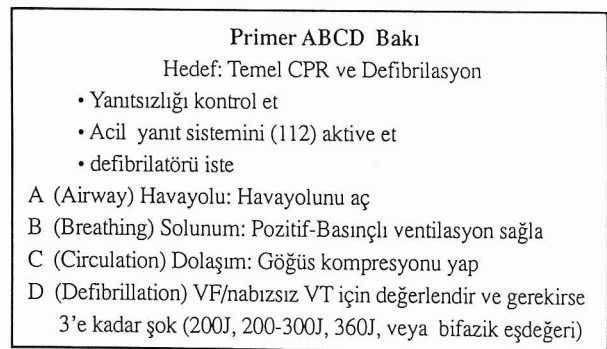 Primer ABCD Bakı
Hedef: Temel CPR ve Defibrilasyon
• Yanıtsızlığı kontrol et
• Acil yanıt sistemini (112) aktive et
• defibrilatörü iste
A (Airway) Havayolu: Havayolunu aç
B (Breathing) Solunum: Pozitif-Basınçlı ventilasyon sağla
C (Circulation) Dolaşım: Göğüs kompresyonu yap
D (Defibrillation) VF/nabızsız VT için değerlendir ve gerekirse
3'e kadar şok (200J, 200-300J, 360J, veya bifazik eşdeğeri)